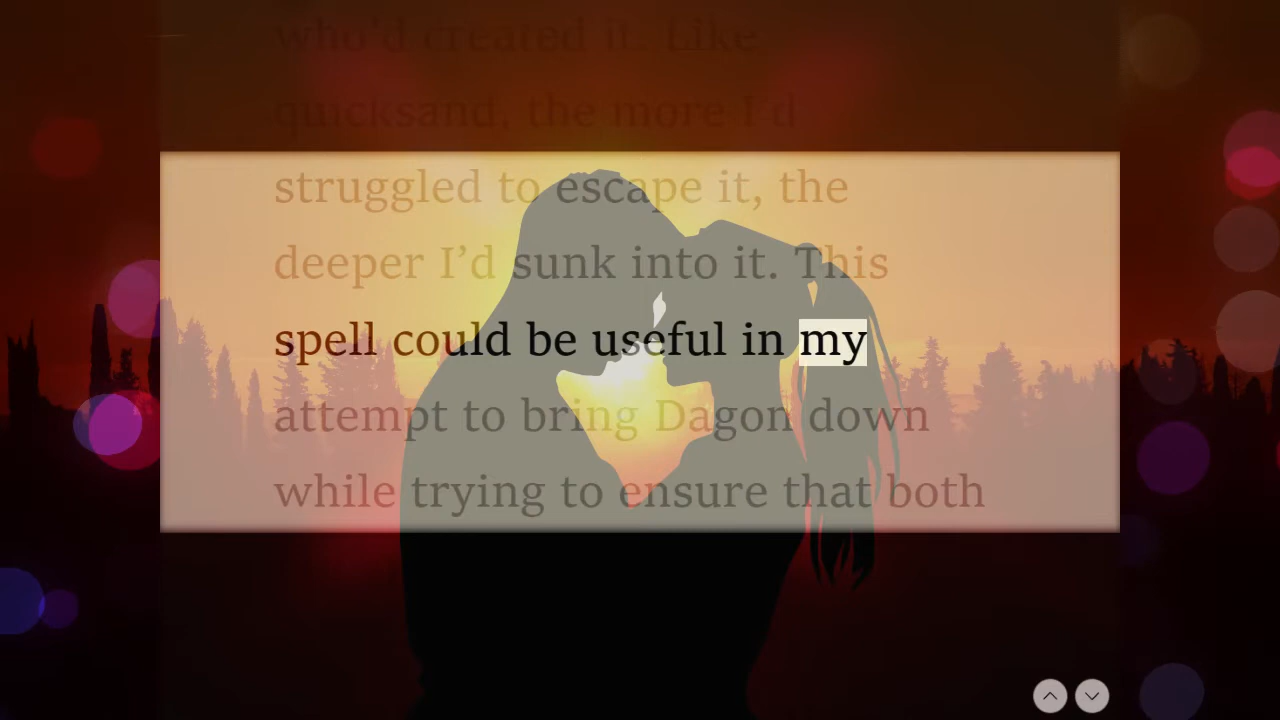 who'd created it. Like
quicksand, the more I'd
struggled to escape it, the
deeper I’d sunk into it. This
spell could be useful in my
attempt to bring Dagon down
while trying to ensure that both